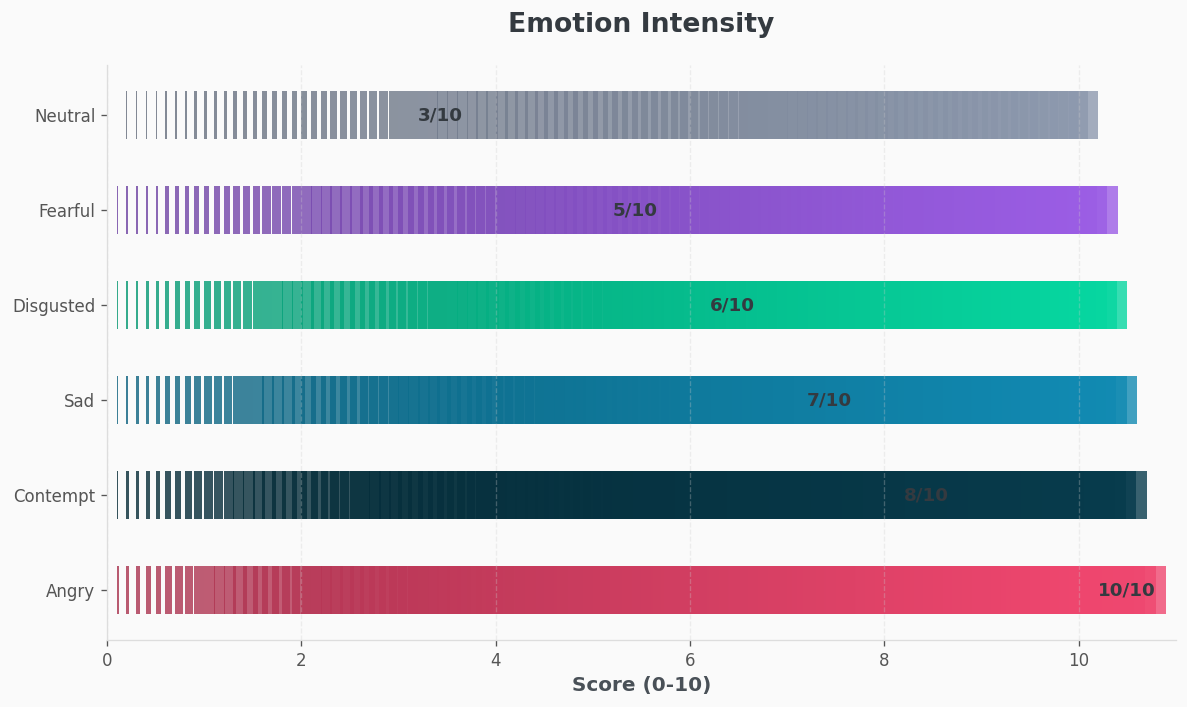 Emotion Intensity
Neutral 3/10
Fearful 5/10
Disgusted 6/10
Sad 7/10
Contempt 8/10
Angry 10/10
0 2 4 6 8 10
Score (0-10)